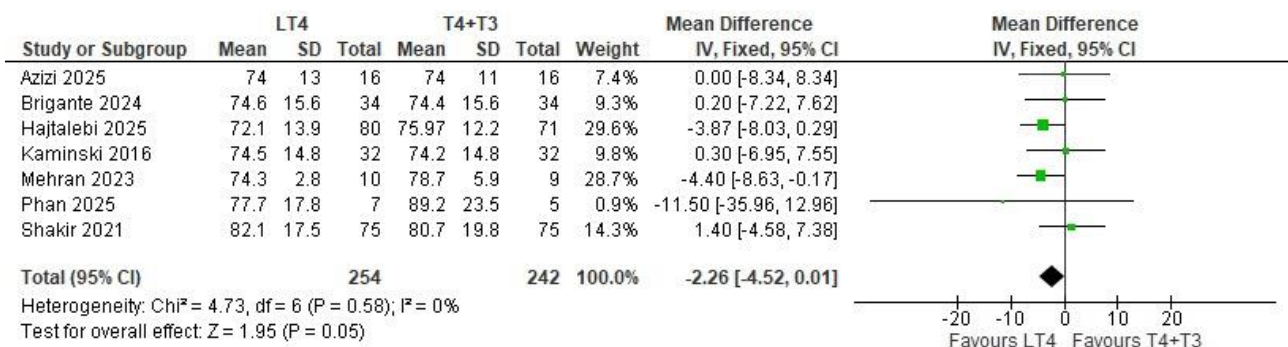 LT4 T4+T3 Mean Difference Mean Difference
Study or Subgroup Mean SD Total Mean SD Total Weight IV, Fixed, 95% CI IV, Fixed, 95% CI
Azizi 2025 74 13 16 74 11 16 7.4% 0.00 [-8.34, 8.34]
Brigante 2024 74.6 15.6 34 74.4 15.6 34 9.3% 0.20 [-7.22, 7.62]
Hajtalebi 2025 72.1 13.9 80 75.97 12.2 71 29.6% -3.87 [-8.03, 0.29]
Kaminski 2016 74.5 14.8 32 74.2 14.8 32 9.8% 0.30 [-6.95, 7.55]
Mehran 2023 74.3 2.8 10 78.7 5.9 9 28.7% -4.40 [-8.63, -0.17]
Phan 2025 77.7 17.8 7 89.2 23.5 5 0.9% -11.50 [-35.96, 12.96]
Shakir 2021 82.1 17.5 75 80.7 19.8 75 14.3% 1.40 [-4.58, 7.38]
Total (95% CI) 254 242 100.0% -2.26 [-4.52, 0.01]
Heterogeneity: Chi² = 4.73, df = 6 (P = 0.58); I² = 0%
Test for overall effect: Z = 1.95 (P = 0.05)
-20 -10 0 10 20
Favours LT4 Favours T4+T3